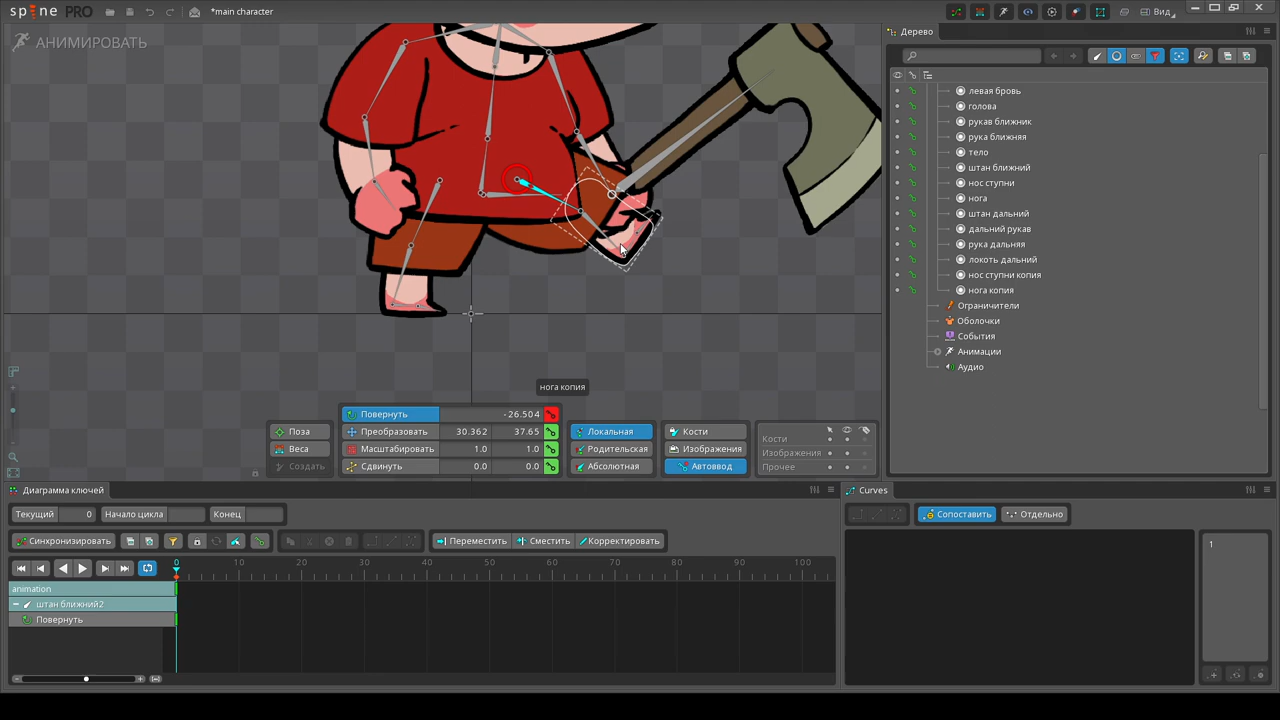 spine PRO
*main character
Вид
АНИМИРОВАТЬ
Дерево
левая бровь
голова
рукав ближник
рука ближняя
тело
штан ближний
нос ступни
нога
штан дальний
дальний рукав
рука дальняя
локоть дальний
нос ступни копия
нога копия
Ограничители
Оболочки
События
Анимации
Аудио
нога копия
Поза
Веса
Создать
Повернуть -26.504
Преобразовать 30.362 37.65
Масштабировать 1.0 1.0
Сдвинуть 0.0 0.0
Локальная
Родительская
Абсолютная
Кости
Изображения
Автоввод
Кости
Изображения
Прочее
Диаграмма ключей
Текущий 0 Начало цикла Конец
Синхронизировать
Переместить Сместить Корректировать
0 10 20 30 40 50 60 70 80 90 100
animation
штан ближний2
Повернуть
Curves
Сопоставить Отдельно
1